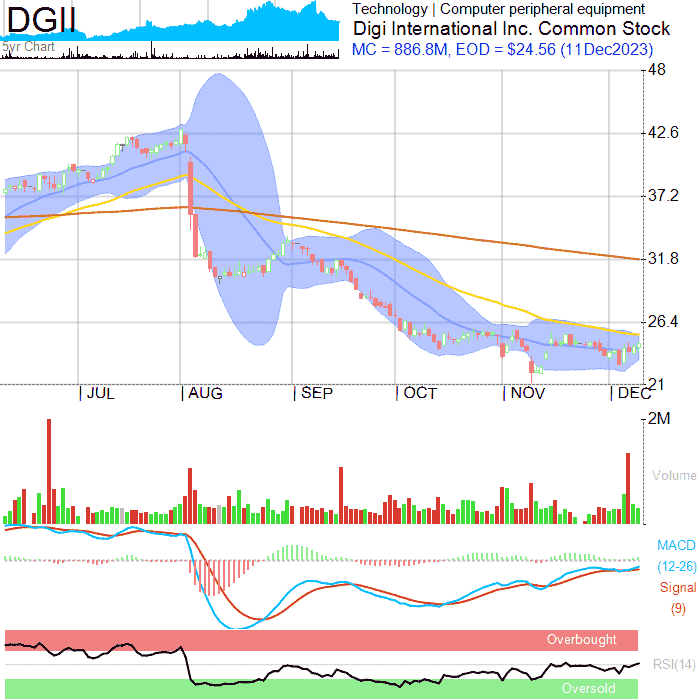 DGII
5yr Chart
Technology | Computer peripheral equipment
Digi International Inc. Common Stock
MC = 886.8M, EOD = $24.56 (11Dec2023)
48
42.6
37.2
31.8
26.4
21
|JUL |AUG |SEP |OCT |NOV |DEC
2M
Volume
MACD
(12-26)
Signal
(9)
Overbought
RSI(14)
Oversold